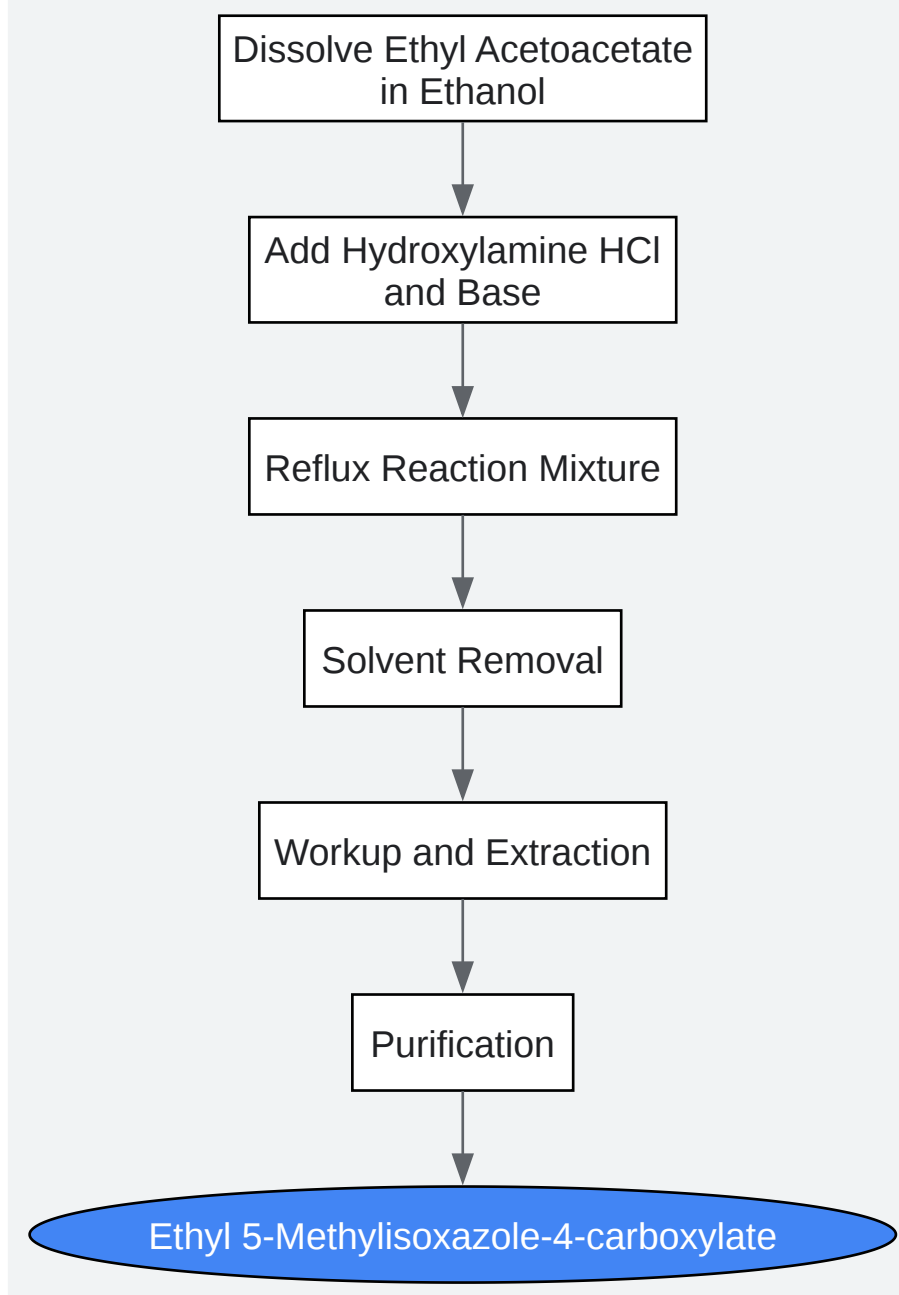 Dissolve Ethyl Acetoacetate
in Ethanol
Add Hydroxylamine HCl
and Base
Reflux Reaction Mixture
Solvent Removal
Workup and Extraction
Purification
Ethyl 5-Methylisoxazole-4-carboxylate